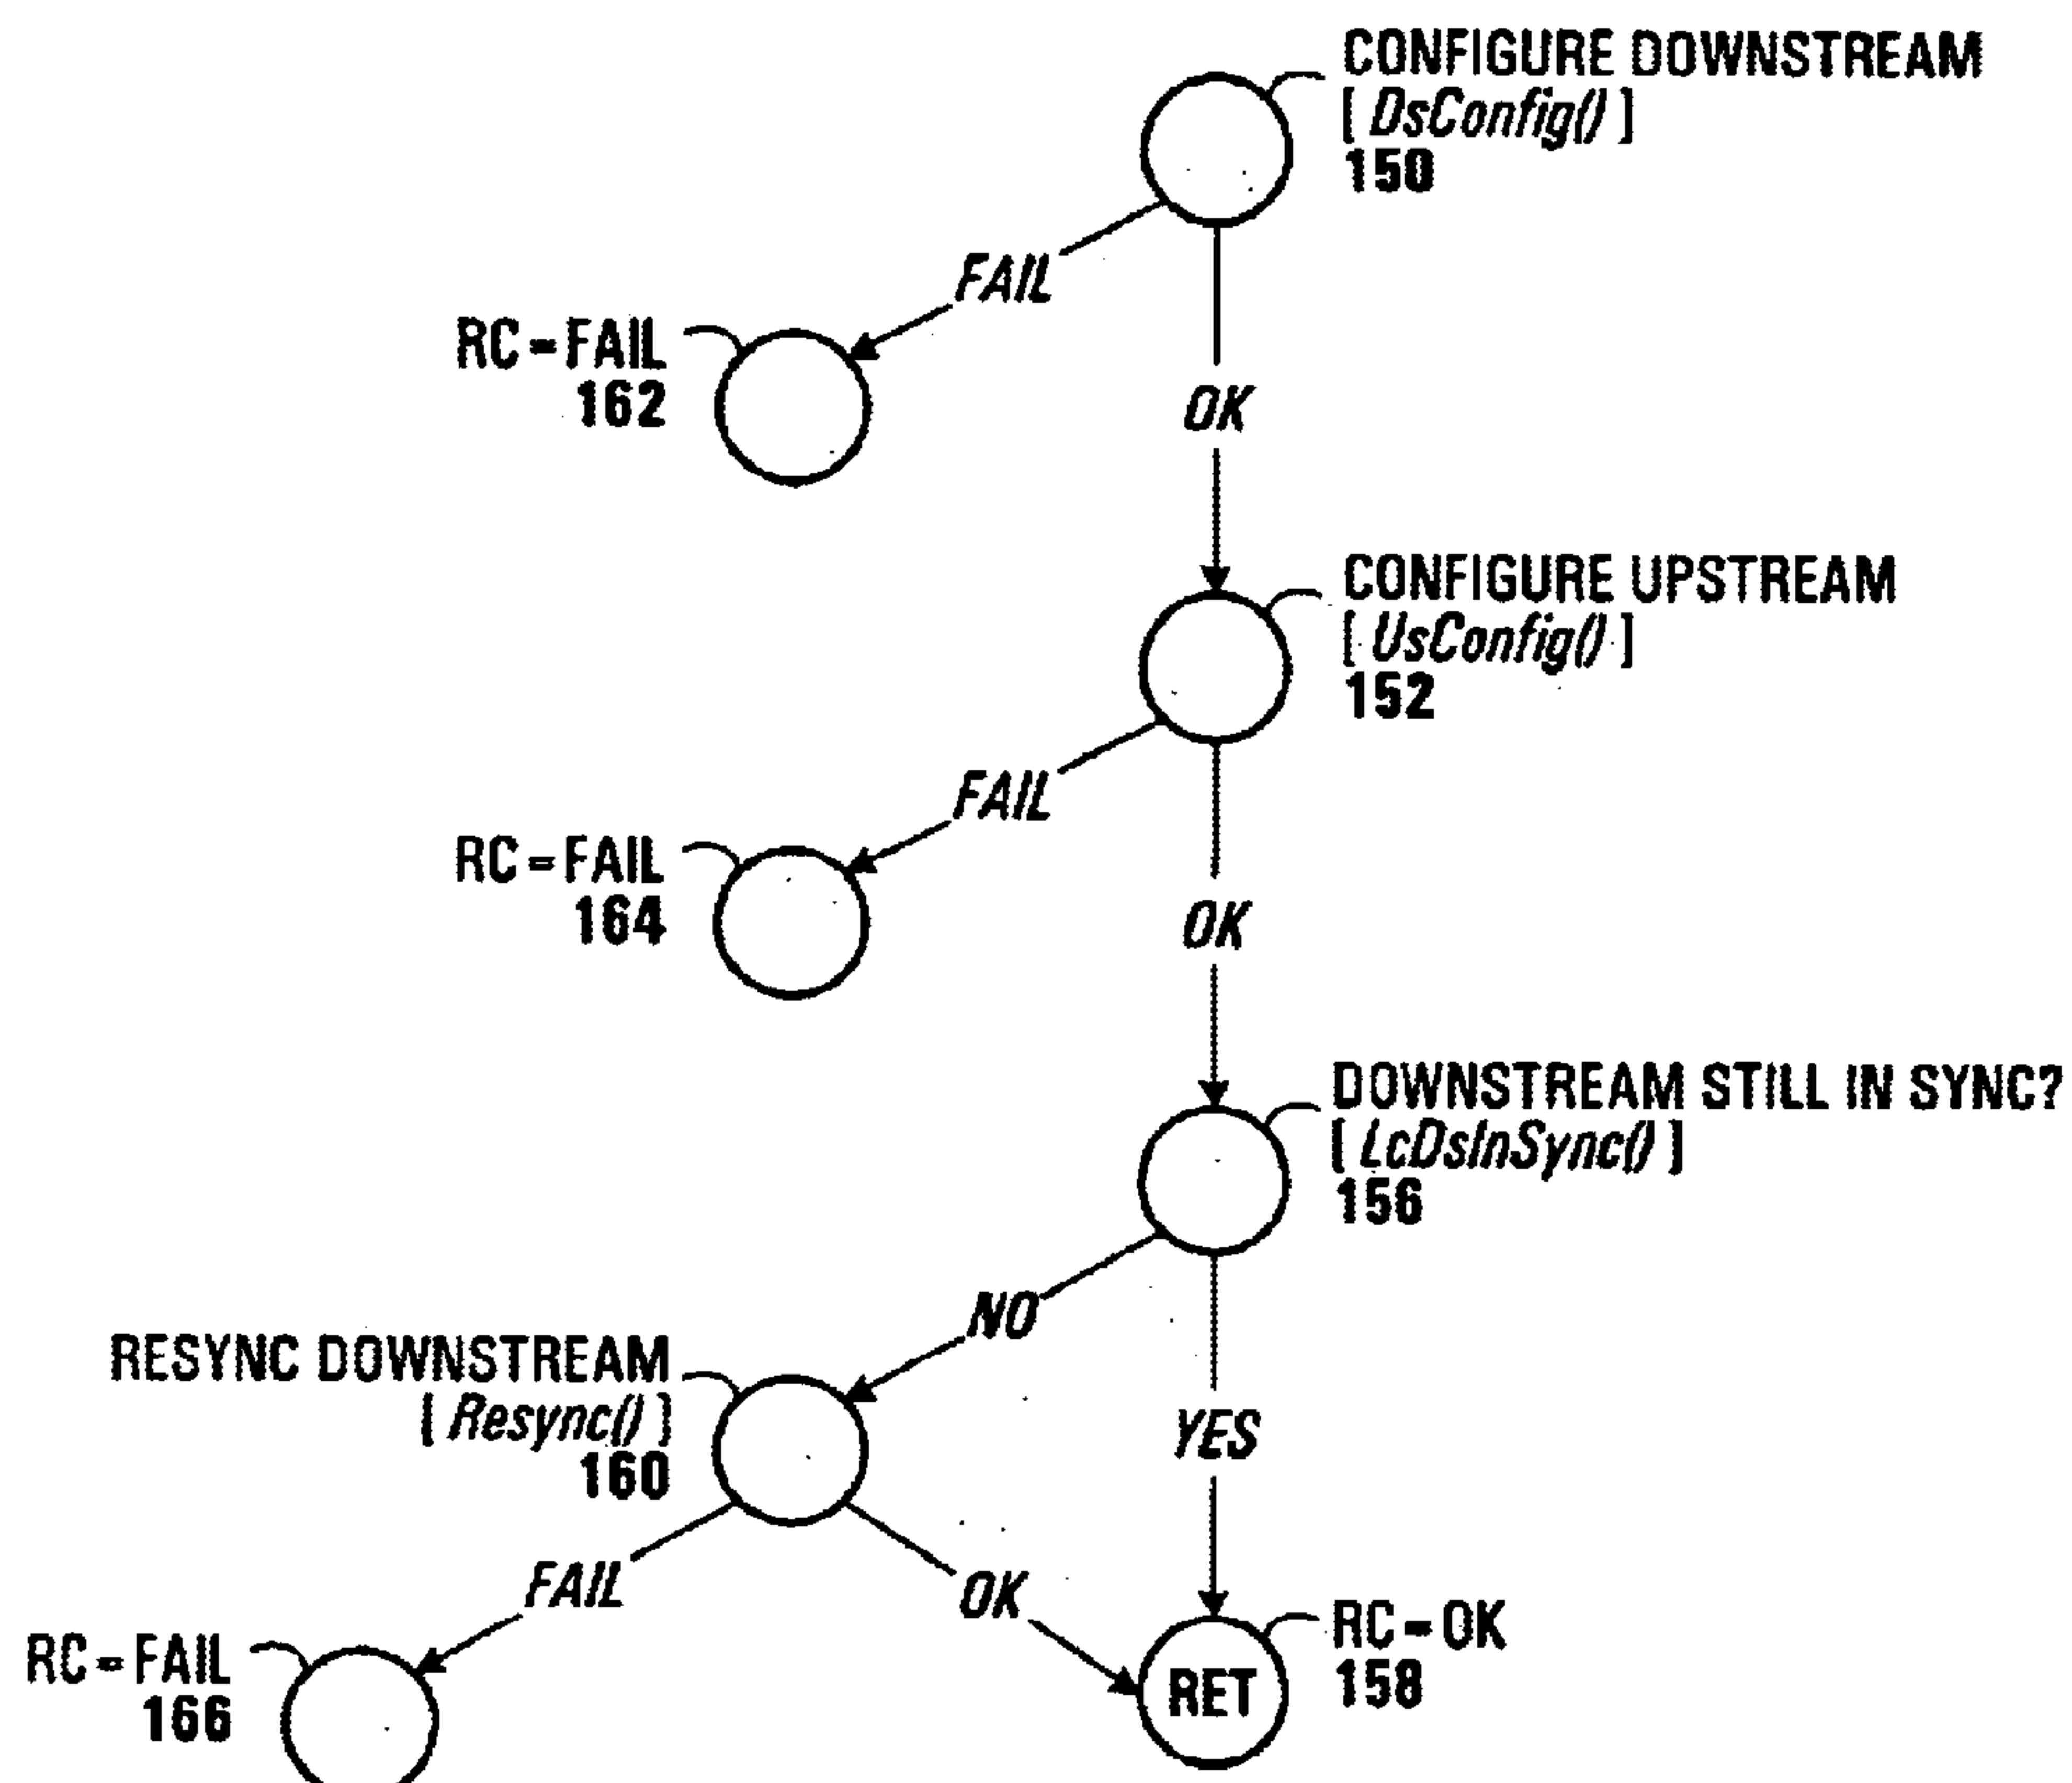 CONFIGURE DOWNSTREAM
[ DsConfig() ]
150
FAIL
RC=FAIL
162
OK
CONFIGURE UPSTREAM
[ UsConfig() ]
152
FAIL
RC=FAIL
164
OK
DOWNSTREAM STILL IN SYNC?
[ LcDsInSync() ]
156
NO
RESYNC DOWNSTREAM
[ Resync() ]
160
YES
FAIL
OK
RC=FAIL
166
RET
RC=OK
158